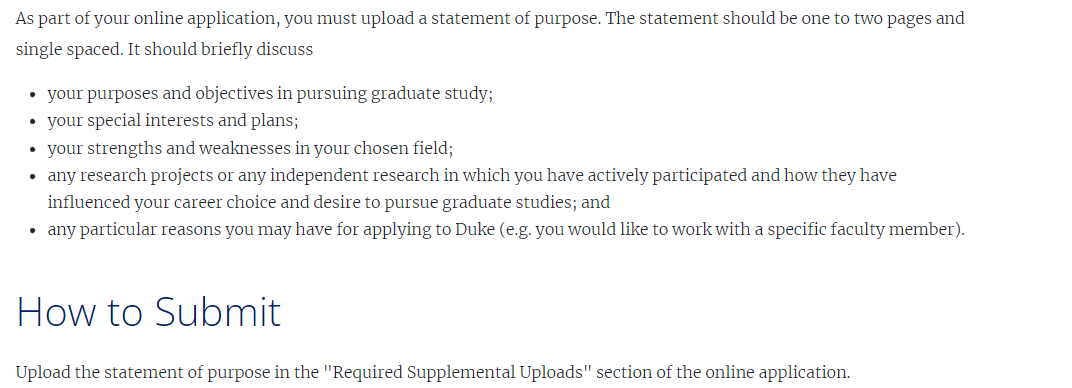 As part of your online application, you must upload a statement of purpose. The statement should be one to two pages and
single spaced. It should briefly discuss
• your purposes and objectives in pursuing graduate study;
• your special interests and plans;
• your strengths and weaknesses in your chosen field;
• any research projects or any independent research in which you have actively participated and how they have
influenced your career choice and desire to pursue graduate studies; and
• any particular reasons you may have for applying to Duke (e.g. you would like to work with a specific faculty member).
How to Submit
Upload the statement of purpose in the "Required Supplemental Uploads" section of the online application.